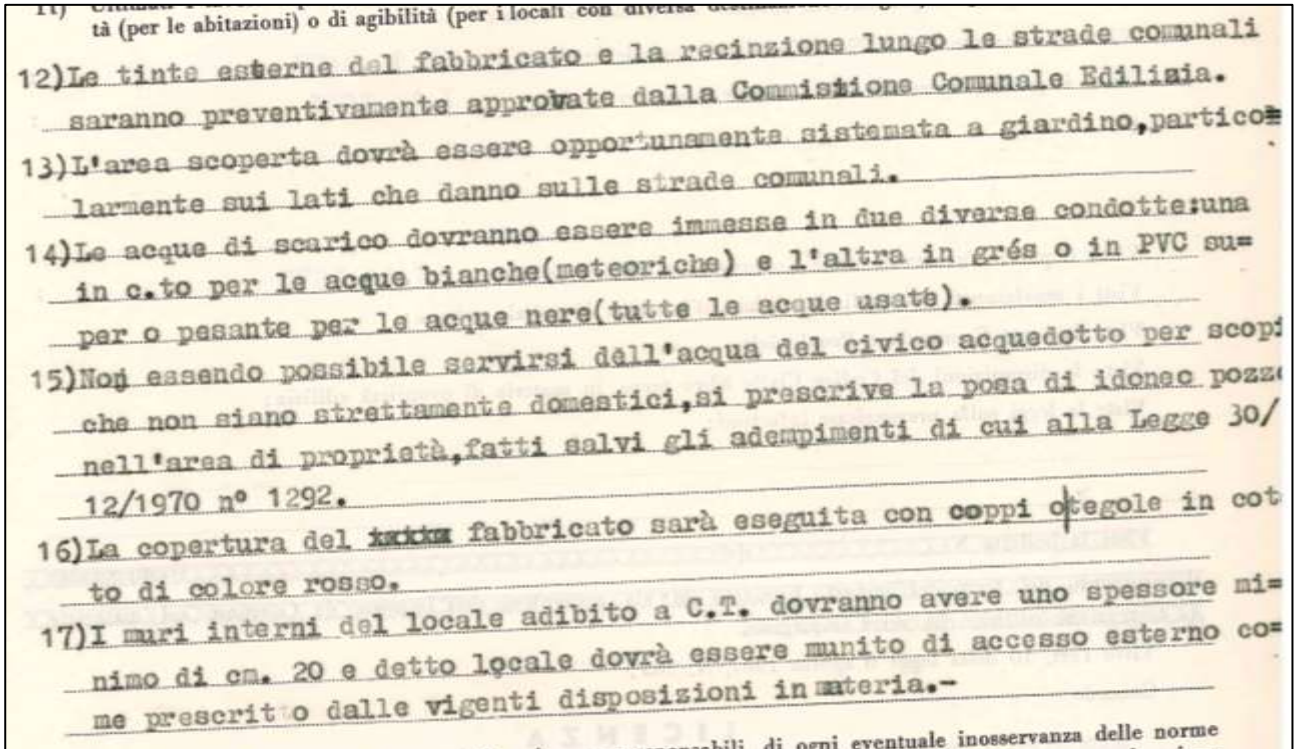 tà (per le abitazioni) o di agibilità (per i locali con diversa
12)Le tinte esterne del fabbricato e la recinzione lungo le strade comunali
saranno preventivamente approvate dalla Commissione Comunale Edilizia.
13)L'area scoperta dovrà essere opportunamente sistemata a giardino,partico=
larmente sui lati che danno sulle strade comunali.
14)Le acque di scarico dovranno essere immesse in due diverse condotte:una
in c.to per le acque bianche(meteoriche) e l'altra in grés o in PVC su=
per o pesante per le acque nere(tutte le acque usate).
15)Non essendo possibile servirsi dell'acqua del civico acquedotto per scopi
che non siano strettamente domestici,si prescrive la posa di idoneo pozzo
nell'area di proprietà,fatti salvi gli adempimenti di cui alla Legge 30/
12/1970 nº 1292.
16)La copertura del fabbricato sarà eseguita con coppi o tegole in cot
to di colore rosso.
17)I muri interni del locale adibito a C.T. dovranno avere uno spessore mi=
nimo di cm. 20 e detto locale dovrà essere munito di accesso esterno co=
me prescritto dalle vigenti disposizioni in materia.-
di ogni eventuale inosservanza delle norme